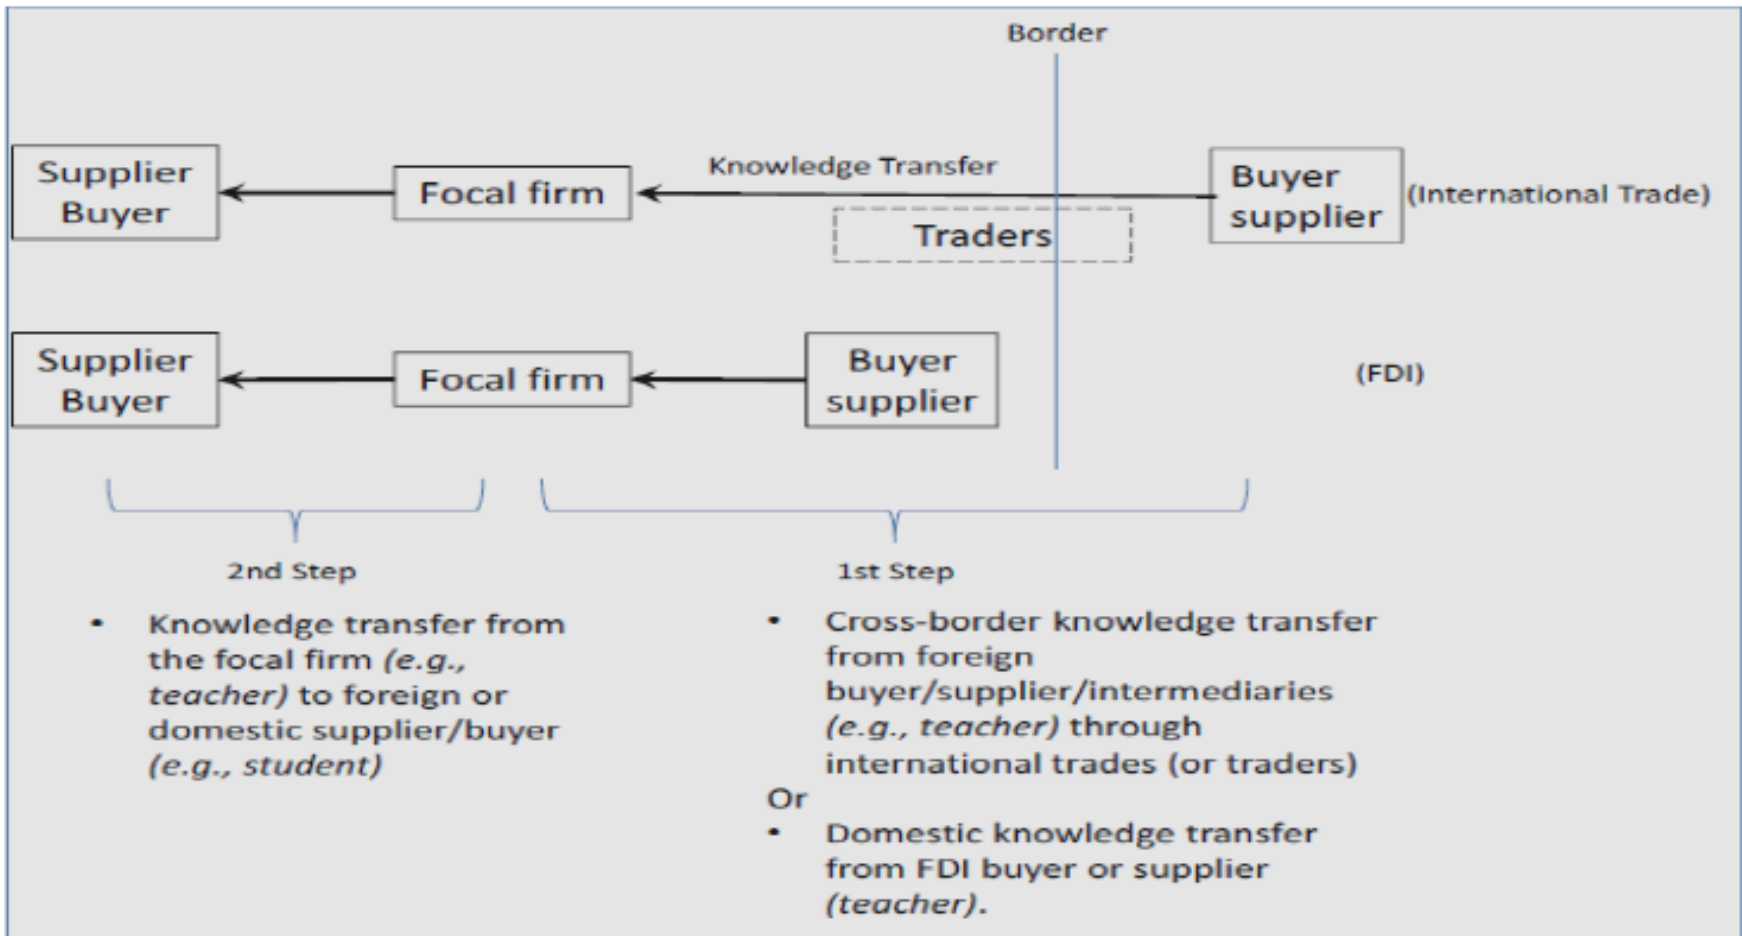 Border
Knowledge Transfer
Supplier
Buyer
Focal firm
Buyer
supplier
(International Trade)
Traders
Supplier
Buyer
Focal firm
Buyer
supplier
(FDI)
2nd Step
• Knowledge transfer from
the focal firm (e.g.,
teacher) to foreign or
domestic supplier/buyer
(e.g., student)
1st Step
• Cross-border knowledge transfer
from foreign
buyer/supplier/intermediaries
(e.g., teacher) through
international trades (or traders)
Or
• Domestic knowledge transfer
from FDI buyer or supplier
(teacher).